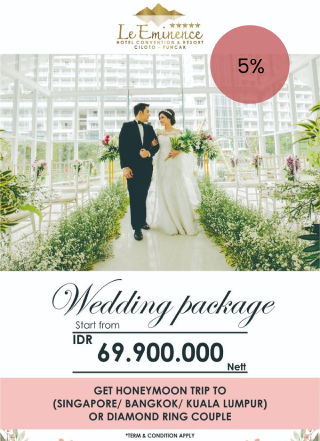 Le Eminence
HOTEL CONVENTION & RESORT
CILOTO - PUNCAK
5%
Wedding package
Start from
IDR
69.900.000
Nett
GET HONEYMOON TRIP TO
(SINGAPORE/ BANGKOK/ KUALA LUMPUR)
OR DIAMOND RING COUPLE
*TERM & CONDITION APPLY